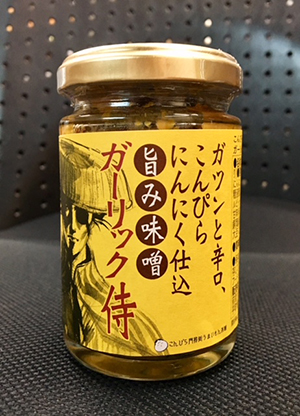 ガツンと辛口、
こんぴら
にんにく仕込
旨み味噌
ガーリック侍